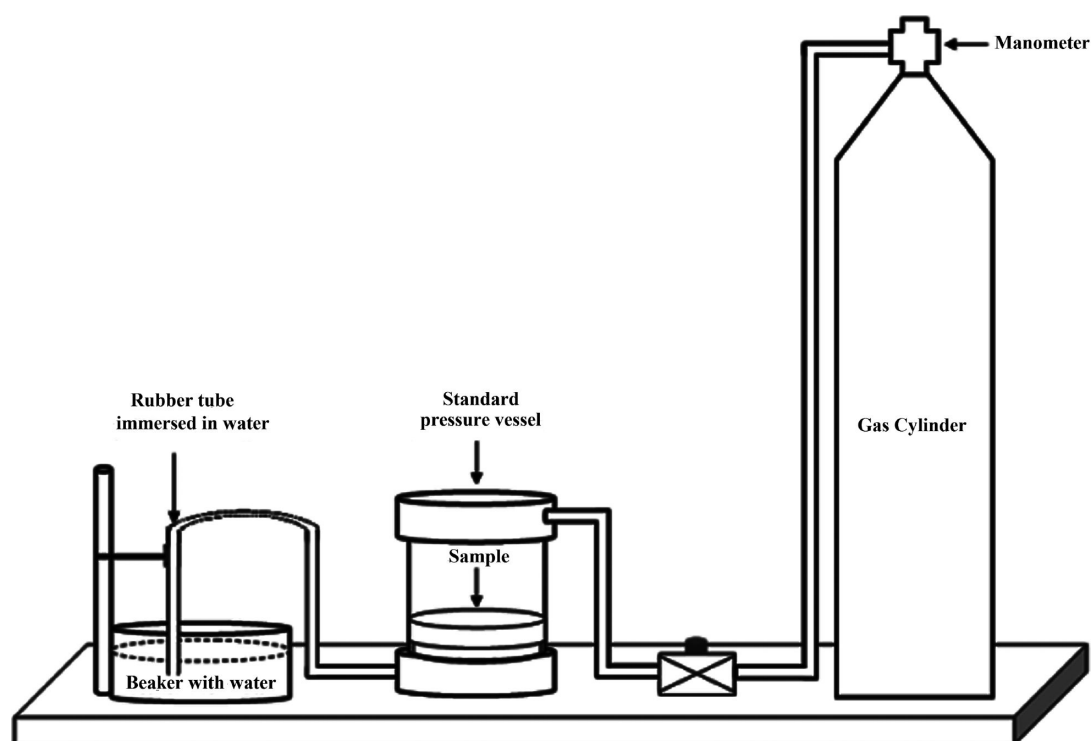 Manometer
Rubber tube
immersed in water
Standard
pressure vessel
Gas Cylinder
Sample
Beaker with water